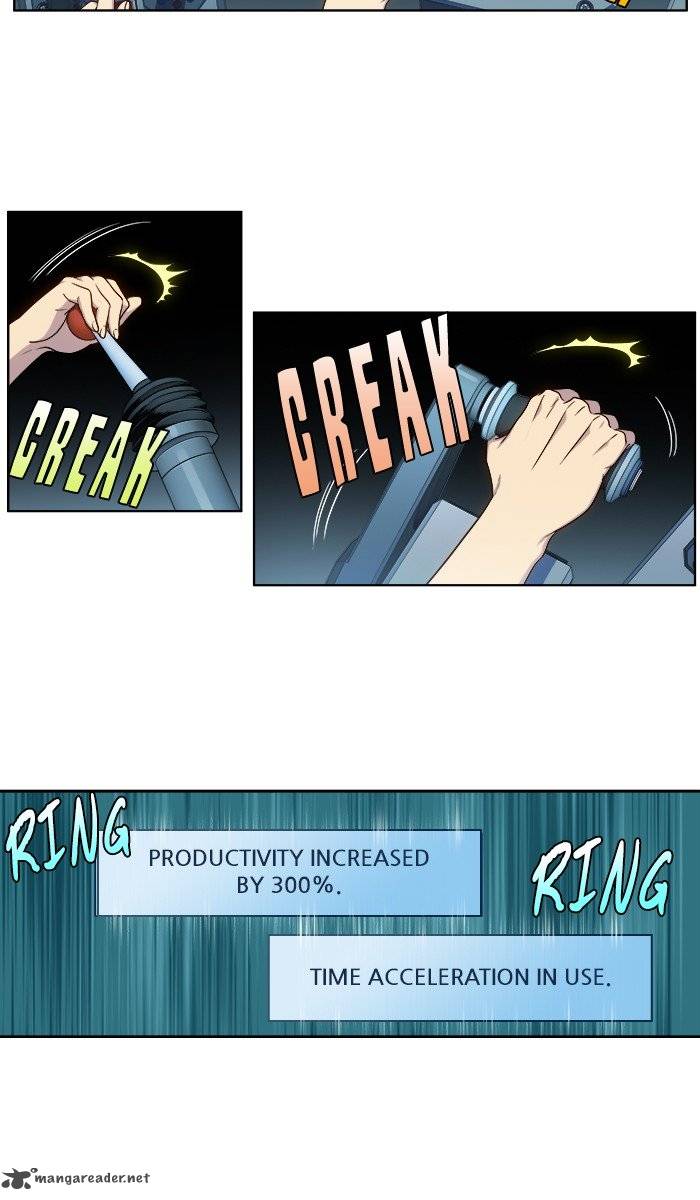 CREAK
CREAK
RING
PRODUCTIVITY INCREASED
BY 300%.
RING
TIME ACCELERATION IN USE.
mangareader.net